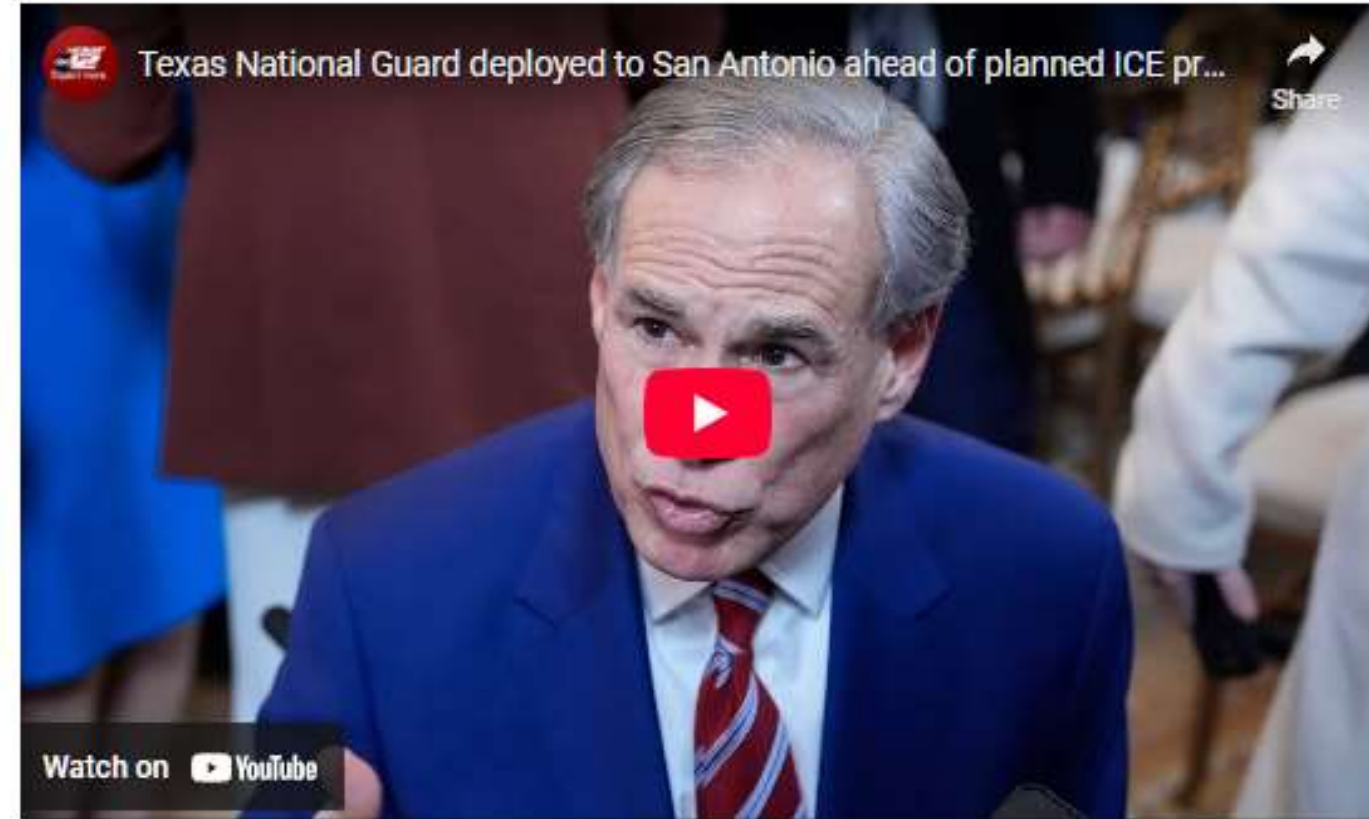 Texas National Guard deployed to San Antonio ahead of planned ICE pr...
Share
Watch on YouTube